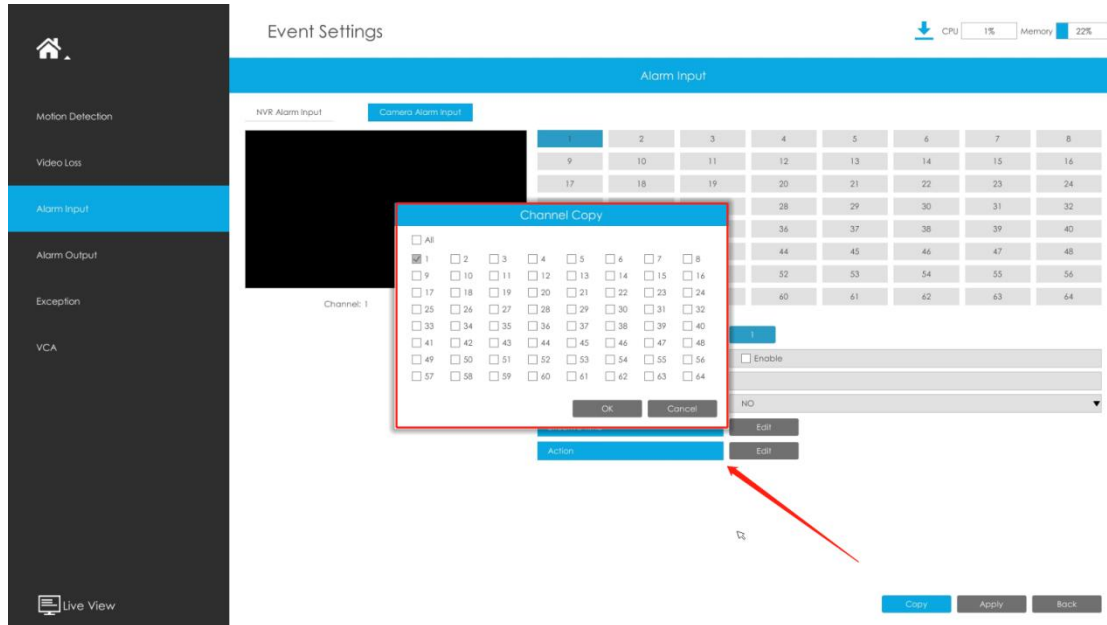 Event Settings
CPU 1% Memory 22%
Alarm Input
Motion Detection
NVR Alarm Input Camera Alarm Input
1 2 3 4 5 6 7 8
Video Loss
9 10 11 12 13 14 15 16
17 18 19 20 21 22 23 24
Alarm Input
28 29 30 31 32
Channel Copy
36 37 38 39 40
All
Alarm Output
44 45 46 47 48
1 2 3 4 5 6 7 8
9 10 11 12 13 14 15 16
52 53 54 55 56
17 18 19 20 21 22 23 24
Exception
Channel: 1
60 61 62 63 64
25 26 27 28 29 30 31 32
33 34 35 36 37 38 39 40
1
41 42 43 44 45 46 47 48
VCA
49 50 51 52 53 54 55 56
Enable
57 58 59 60 61 62 63 64
OK Cancel
NO
Edit
Action Edit
Live View
Copy Apply Back